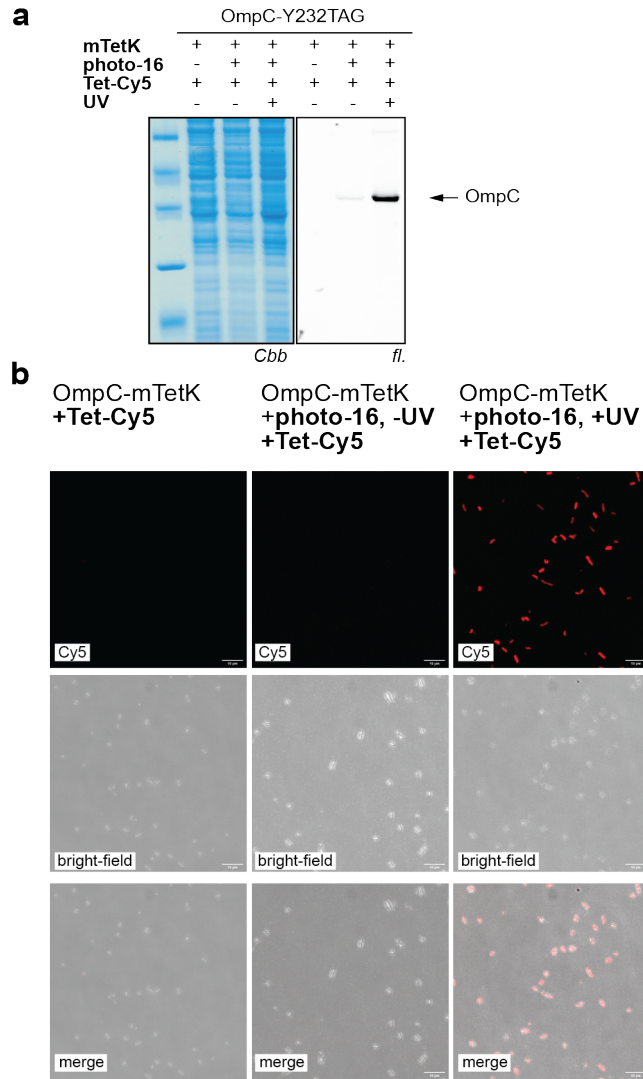 a
OmpC-Y232TAG
mTetK + + + + + +
photo-16 - + + - + +
Tet-Cy5 + + + + + +
UV - - + - - +
OmpC
Cbb
fl.
b
OmpC-mTetK
+Tet-Cy5
OmpC-mTetK
+photo-16, -UV
+Tet-Cy5
OmpC-mTetK
+photo-16, +UV
+Tet-Cy5
Cy5
Cy5
Cy5
bright-field
bright-field
bright-field
merge
merge
merge